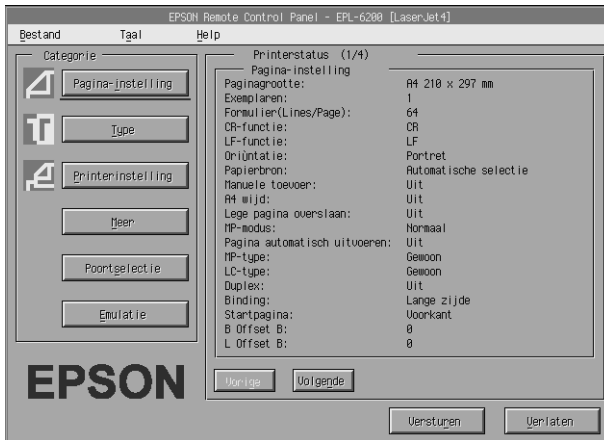 EPSON Remote Control Panel - EPL-6200 [LaserJet4]
Bestand Taal Help
Categorie
Pagina-instelling
Type
Printerinstelling
Meer
Poortselectie
Emulatie
EPSON
Printerstatus (1/4)
Pagina-instelling
Paginagrootte: A4 210 x 297 mm
Exemplaren: 1
Formulier(Lines/Page): 64
CR-functie: CR
LF-functie: LF
Oriùntatie: Portret
Papierbron: Automatische selectie
Manuele toevoer: Uit
A4 wijd: Uit
Lege pagina overslaan: Uit
MP-modus: Normaal
Pagina automatisch uitvoeren: Uit
MP-type: Gewoon
LC-type: Gewoon
Duplex: Uit
Binding: Lange zijde
Startpagina: Voorkant
B Offset B: 0
L Offset B: 0
Vorige Volgende
Versturen Verlaten